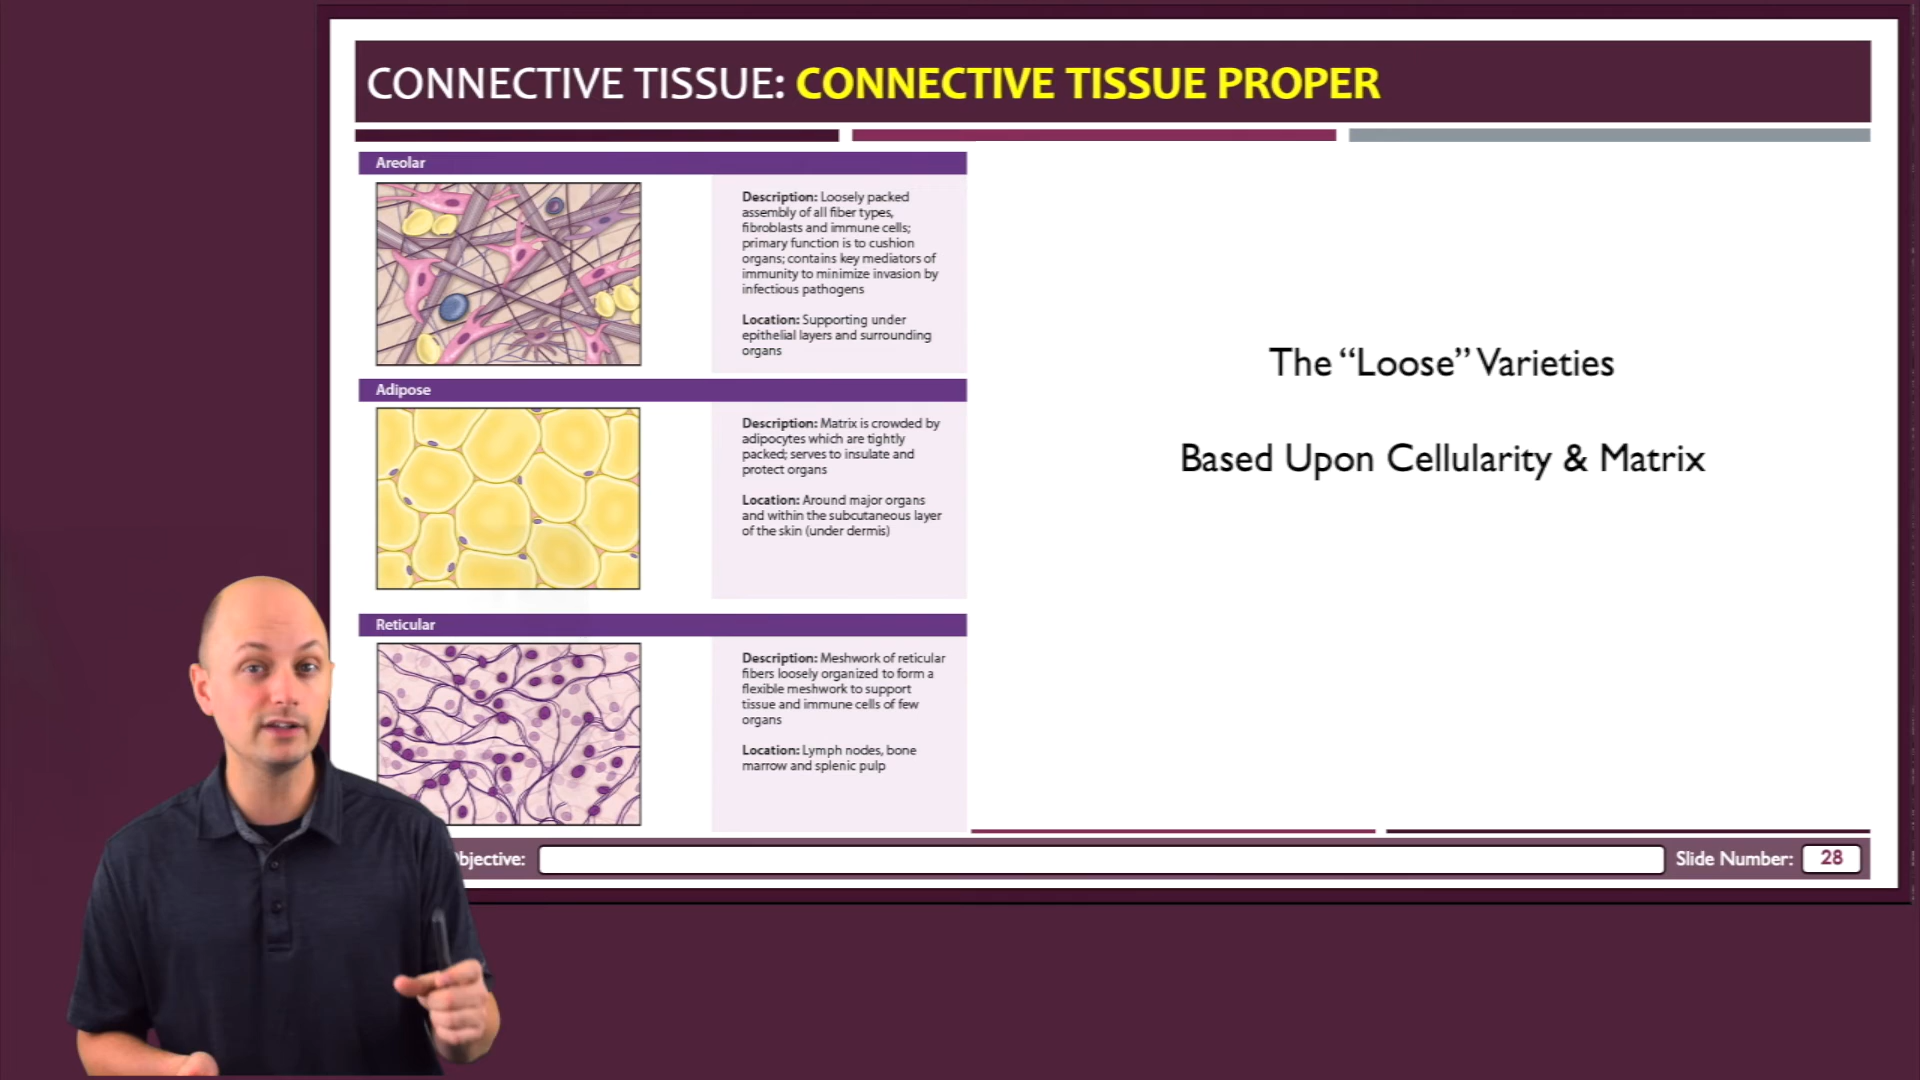 CONNECTIVE TISSUE: CONNECTIVE TISSUE PROPER
Areolar
Description: Loosely packed
assembly of all fiber types,
fibroblasts and immune cells;
primary function is to cushion
organs; contains key mediators of
immunity to minimize invasion by
infectious pathogens
Location: Supporting under
epithelial layers and surrounding
organs
Adipose
Description: Matrix is crowded by
adipocytes which are tightly
packed; serves to insulate and
protect organs
Location: Around major organs
and within the subcutaneous layer
of the skin (under dermis)
Reticular
Description: Meshwork of reticular
fibers loosely organized to form a
flexible meshwork to support
tissue and immune cells of few
organs
Location: Lymph nodes, bone
marrow and splenic pulp
The “Loose” Varieties
Based Upon Cellularity & Matrix
bjective:
Slide Number: 28